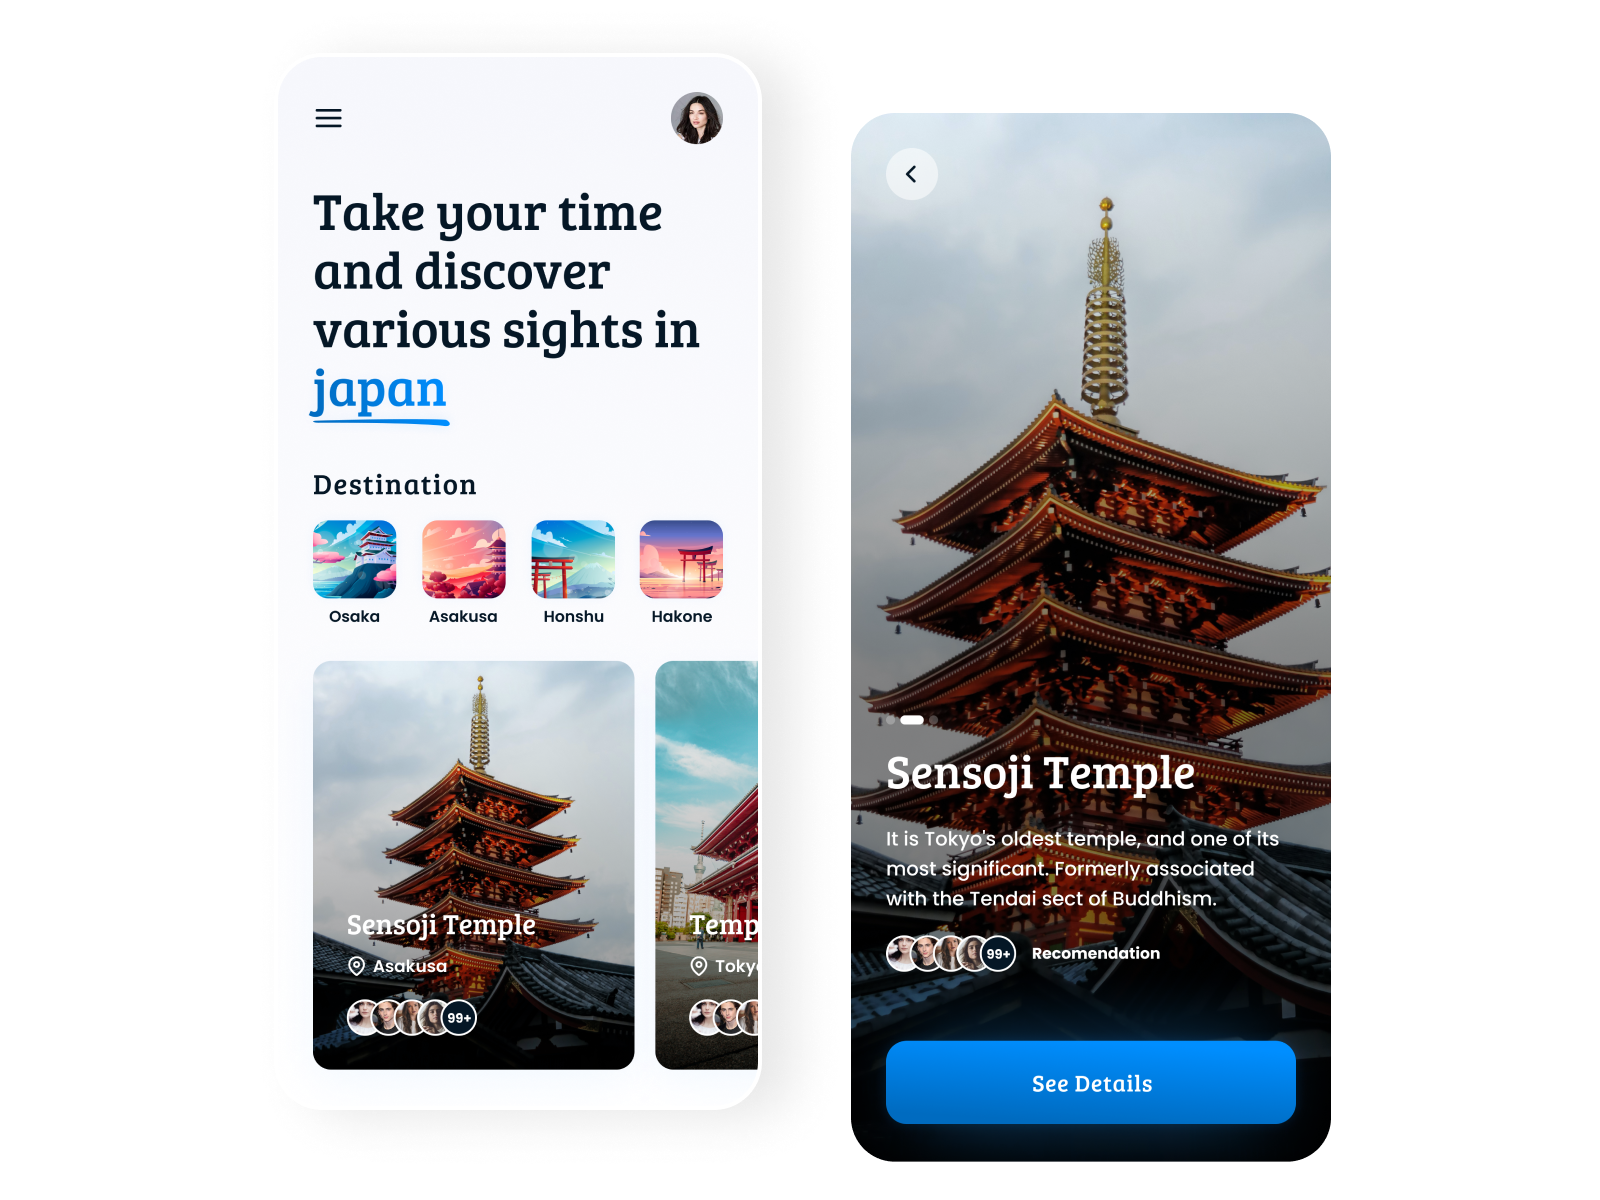 Take your time
and discover
various sights in
japan
Destination
Osaka
Asakusa
Honshu
Hakone
Sensoji Temple
Asakusa
99+
Temp
Toky
Sensoji Temple
It is Tokyo's oldest temple, and one of its
most significant. Formerly associated
with the Tendai sect of Buddhism.
99+
Recomendation
See Details